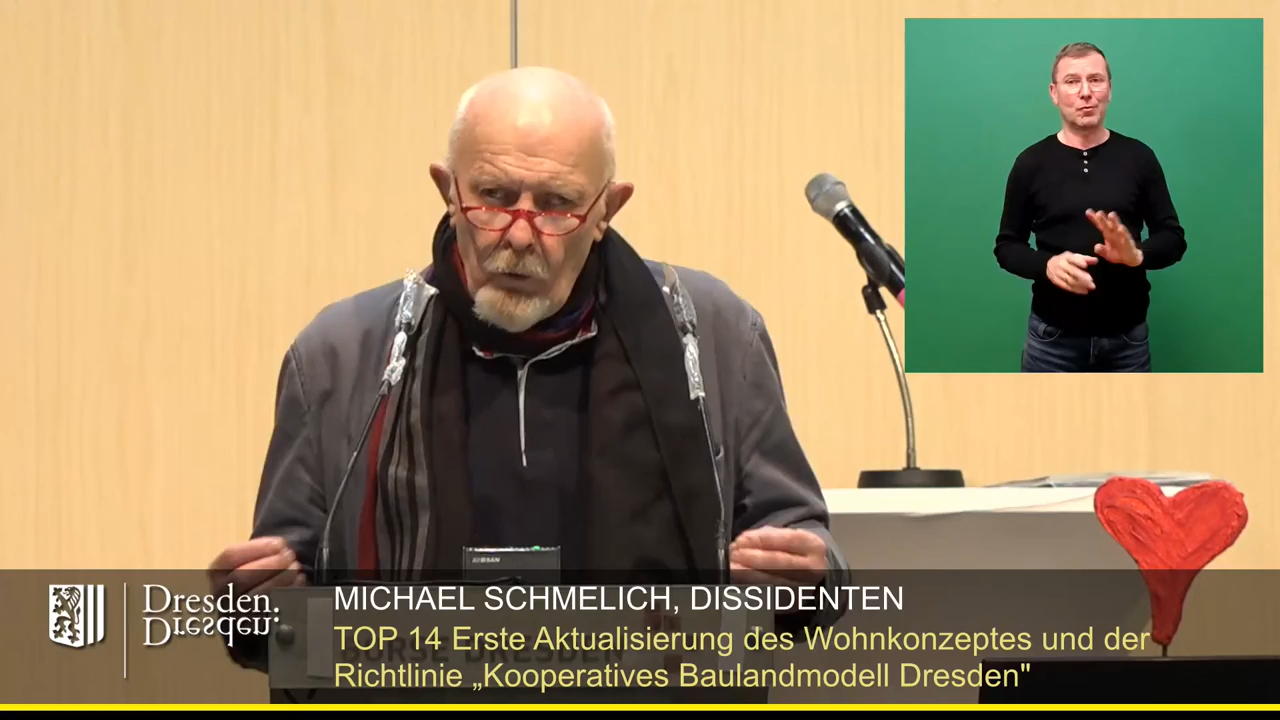 Dresden.
Dresden.
MICHAEL SCHMELICH, DISSIDENTEN
TOP 14 Erste Aktualisierung des Wohnkonzeptes und der
Richtlinie „Kooperatives Baulandmodell Dresden"